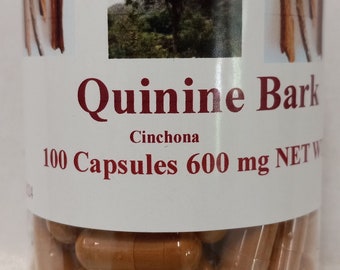 Quinine Bark
Cinchona
100 Capsules 600 mg NET